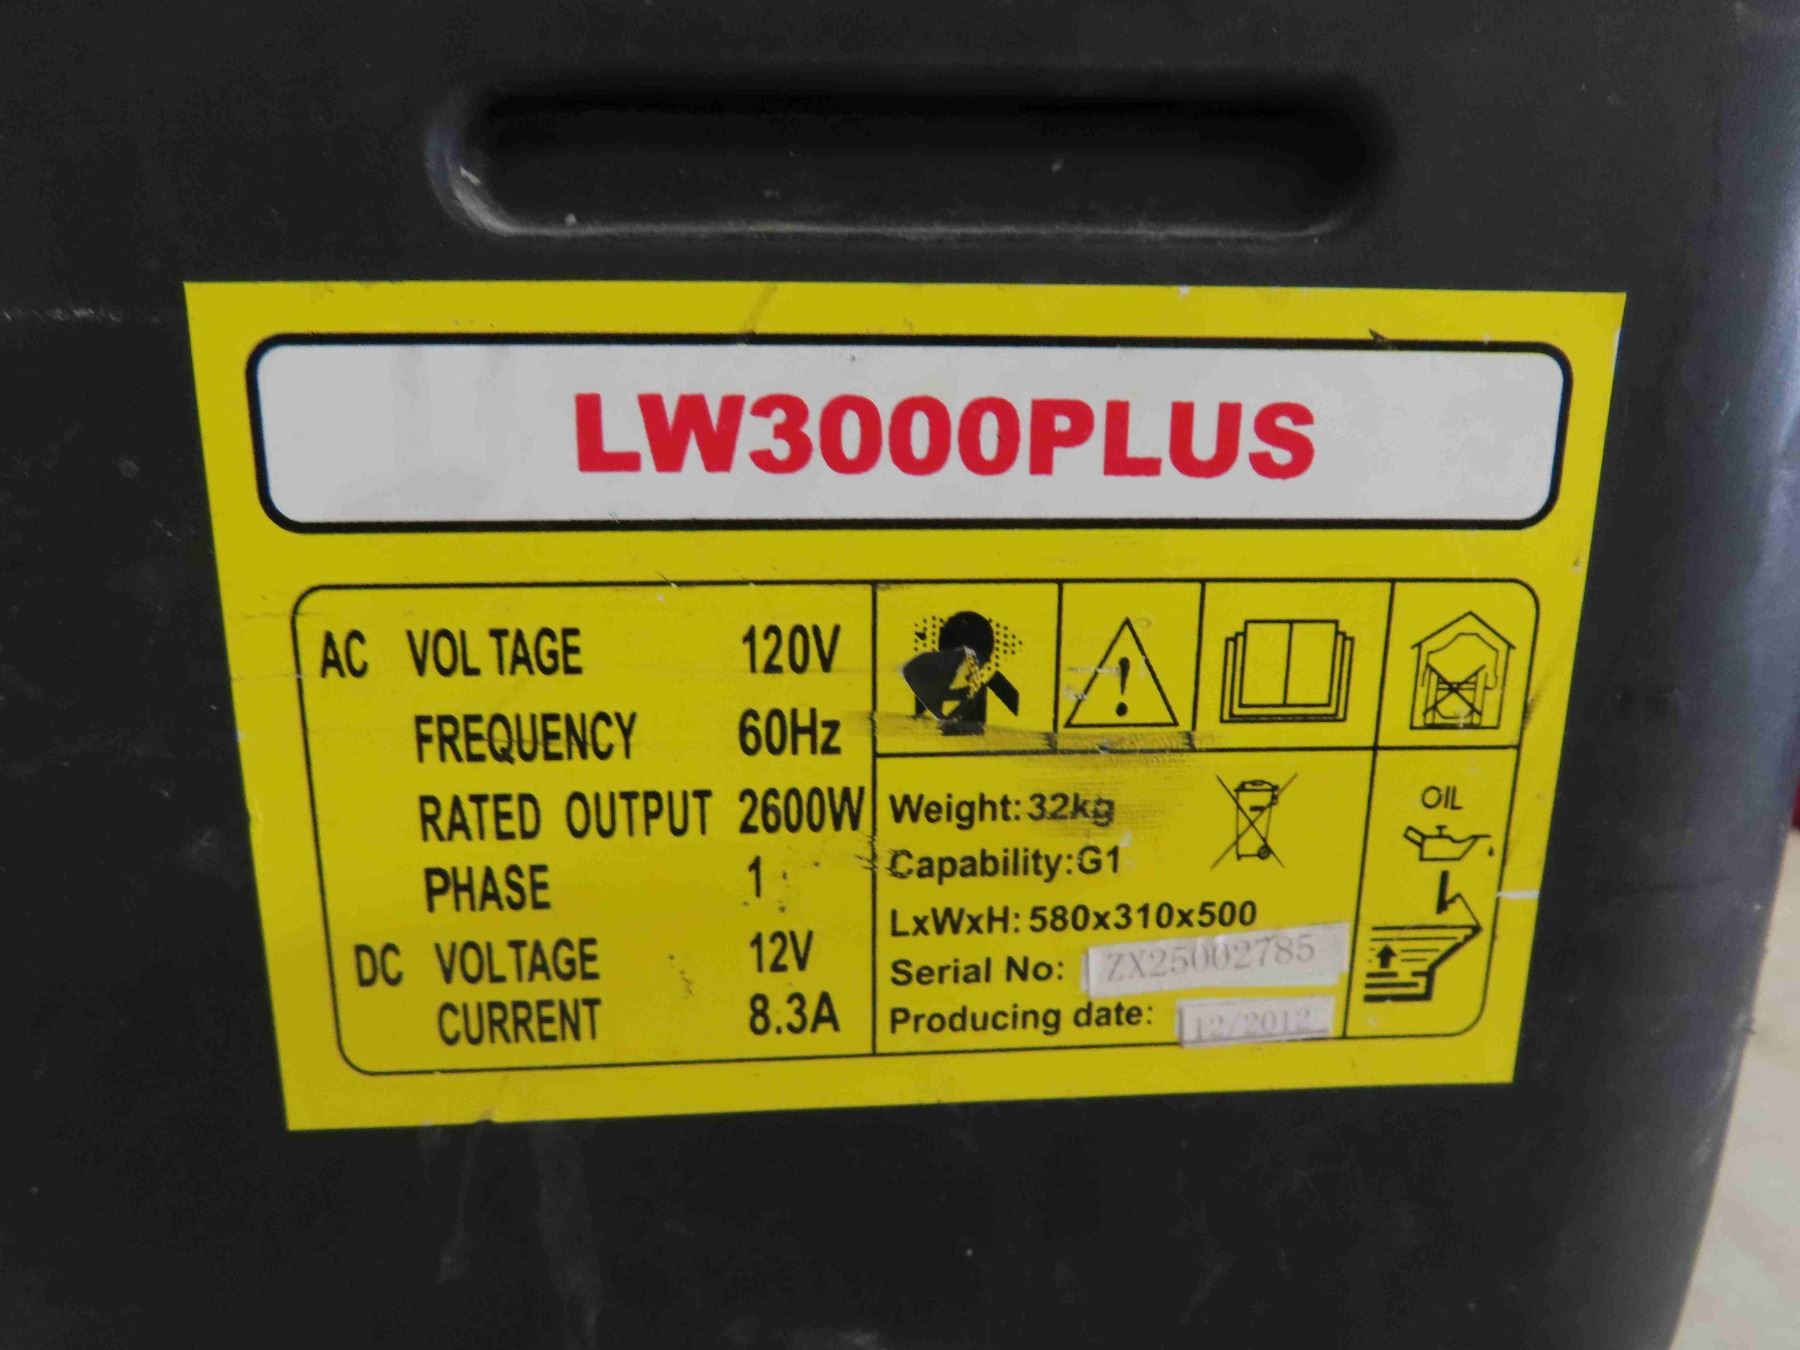 LW3000PLUS
AC VOLTAGE 120V
FREQUENCY 60Hz
RATED OUTPUT 2600W
PHASE 1
DC VOLTAGE 12V
CURRENT 8.3A
Weight: 32kg
Capability:G1
LxWxH: 580x310x500
Serial No: ZX25002785
Producing date: 12/2012
OIL